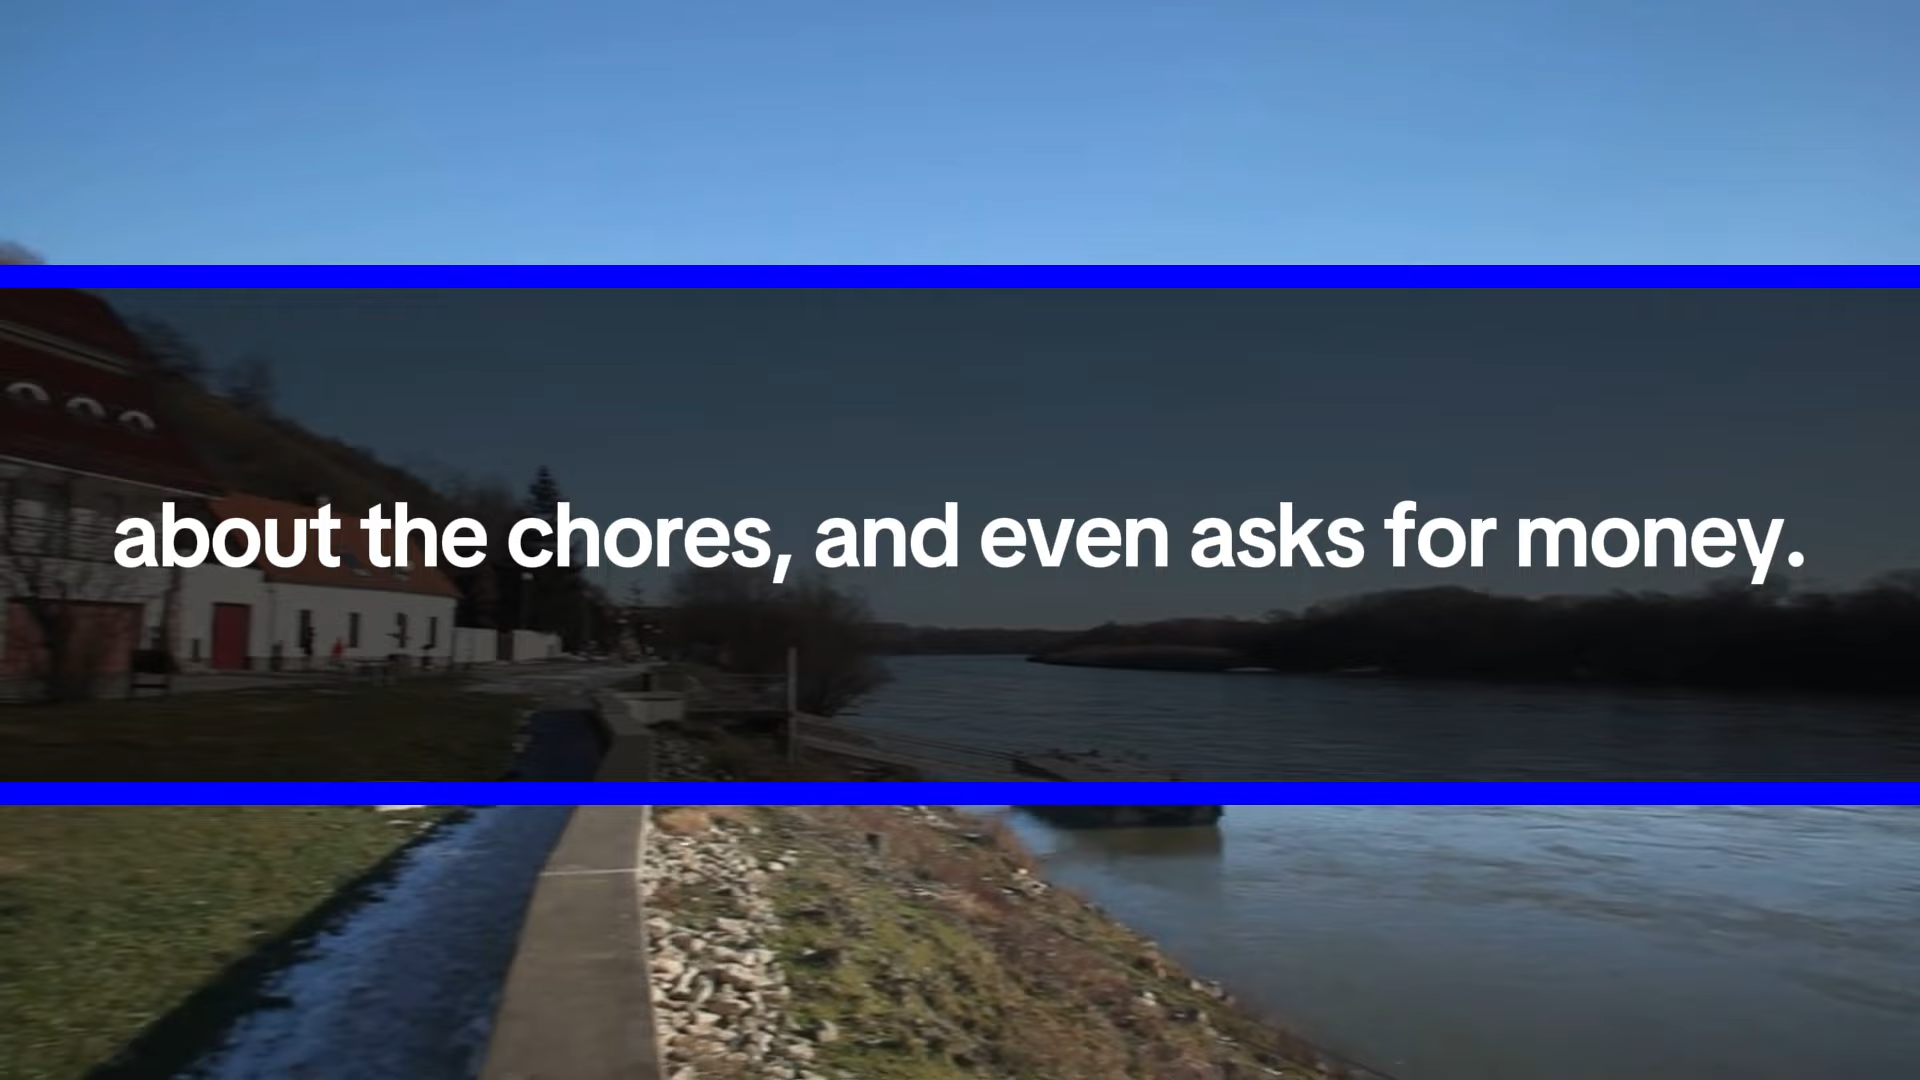 about the chores, and even asks for money.